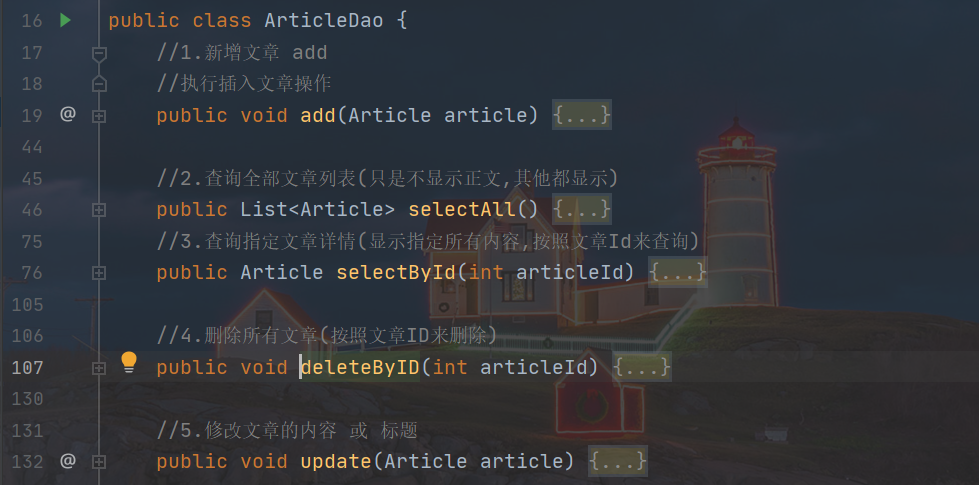 16 public class ArticleDao {
17 //1.新增文章 add
18 //执行插入文章操作
19 @ public void add(Article article) {...}
44
45 //2.查询全部文章列表(只是不显示正文,其他都显示)
46 public List<Article> selectAll() {...}
75 //3.查询指定文章详情(显示指定所有内容,按照文章Id来查询)
76 public Article selectById(int articleId) {...}
105
106 //4.删除所有文章(按照文章ID来删除)
107 public void deleteByID(int articleId) {...}
130
131 //5.修改文章的内容 或 标题
132 @ public void update(Article article) {...}